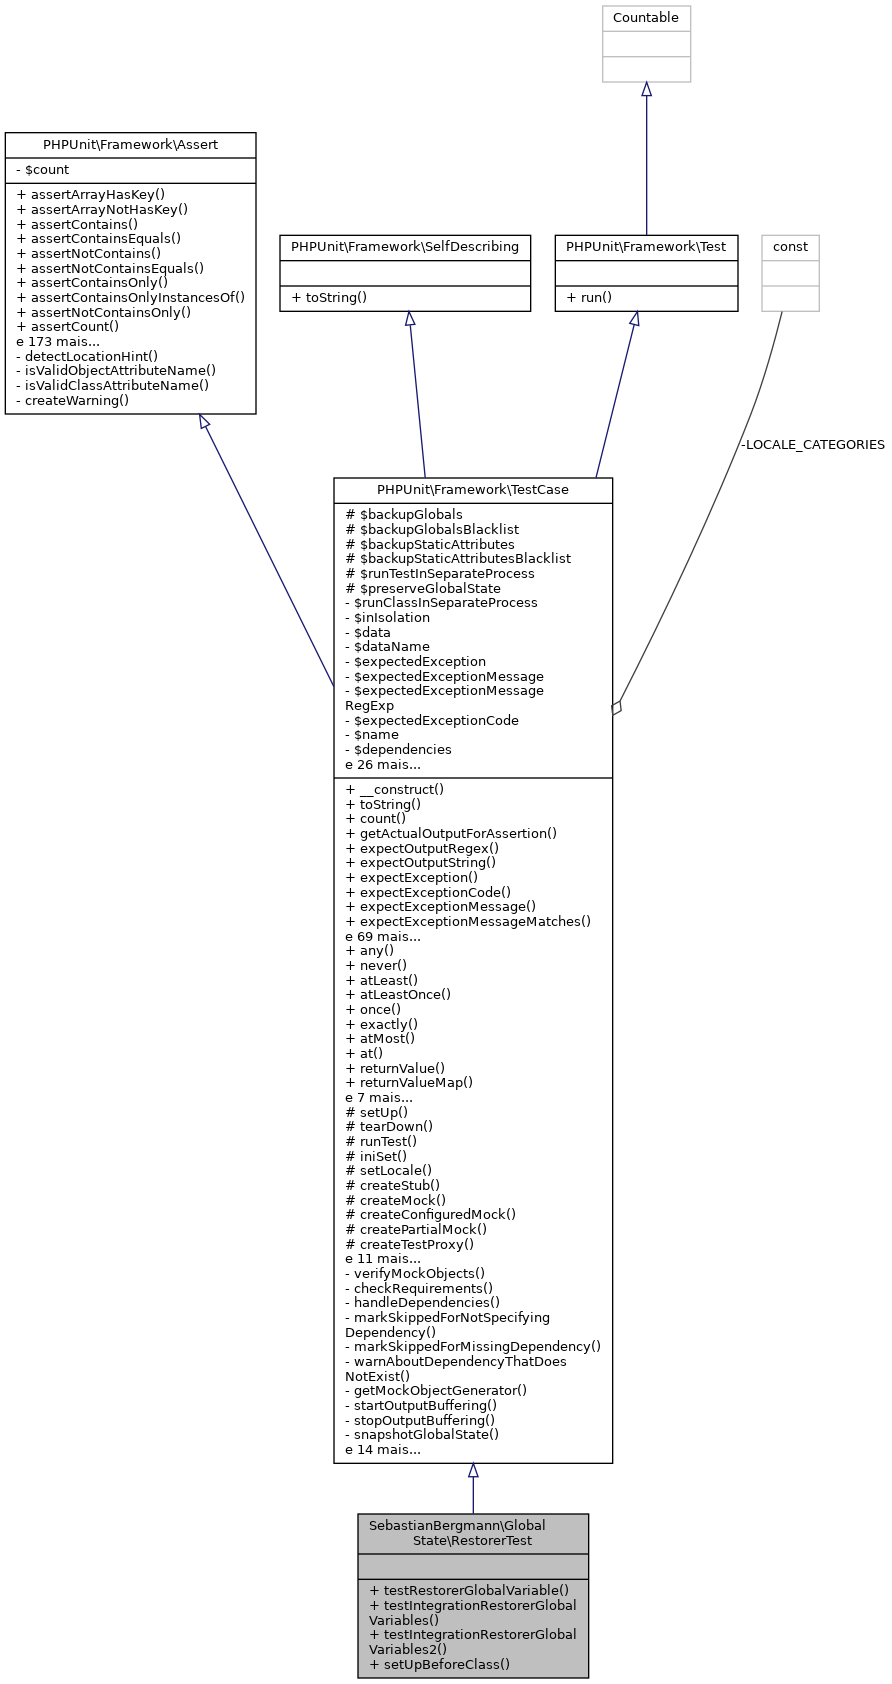 Countable
PHPUnit\Framework\Assert
- $count
+ assertArrayHasKey()
+ assertArrayNotHasKey()
+ assertContains()
+ assertContainsEquals()
+ assertNotContains()
+ assertNotContainsEquals()
+ assertContainsOnly()
+ assertContainsOnlyInstancesOf()
+ assertNotContainsOnly()
+ assertCount()
e 173 mais...
- detectLocationHint()
- isValidObjectAttributeName()
- isValidClassAttributeName()
- createWarning()
PHPUnit\Framework\SelfDescribing
+ toString()
PHPUnit\Framework\Test
+ run()
const
-LOCALE_CATEGORIES
PHPUnit\Framework\TestCase
# $backupGlobals
# $backupGlobalsBlacklist
# $backupStaticAttributes
# $backupStaticAttributesBlacklist
# $runTestInSeparateProcess
# $preserveGlobalState
- $runClassInSeparateProcess
- $inIsolation
- $data
- $dataName
- $expectedException
- $expectedExceptionMessage
- $expectedExceptionMessage
RegExp
- $expectedExceptionCode
- $name
- $dependencies
e 26 mais...
+ __construct()
+ toString()
+ count()
+ getActualOutputForAssertion()
+ expectOutputRegex()
+ expectOutputString()
+ expectException()
+ expectExceptionCode()
+ expectExceptionMessage()
+ expectExceptionMessageMatches()
e 69 mais...
+ any()
+ never()
+ atLeast()
+ atLeastOnce()
+ once()
+ exactly()
+ atMost()
+ at()
+ returnValue()
+ returnValueMap()
e 7 mais...
# setUp()
# tearDown()
# runTest()
# iniSet()
# setLocale()
# createStub()
# createMock()
# createConfiguredMock()
# createPartialMock()
# createTestProxy()
e 11 mais...
- verifyMockObjects()
- checkRequirements()
- handleDependencies()
- markSkippedForNotSpecifying
Dependency()
- markSkippedForMissingDependency()
- warnAboutDependencyThatDoes
NotExist()
- getMockObjectGenerator()
- startOutputBuffering()
- stopOutputBuffering()
- snapshotGlobalState()
e 14 mais...
SebastianBergmann\Global
State\RestorerTest
+ testRestorerGlobalVariable()
+ testIntegrationRestorerGlobal
Variables()
+ testIntegrationRestorerGlobal
Variables2()
+ setUpBeforeClass()